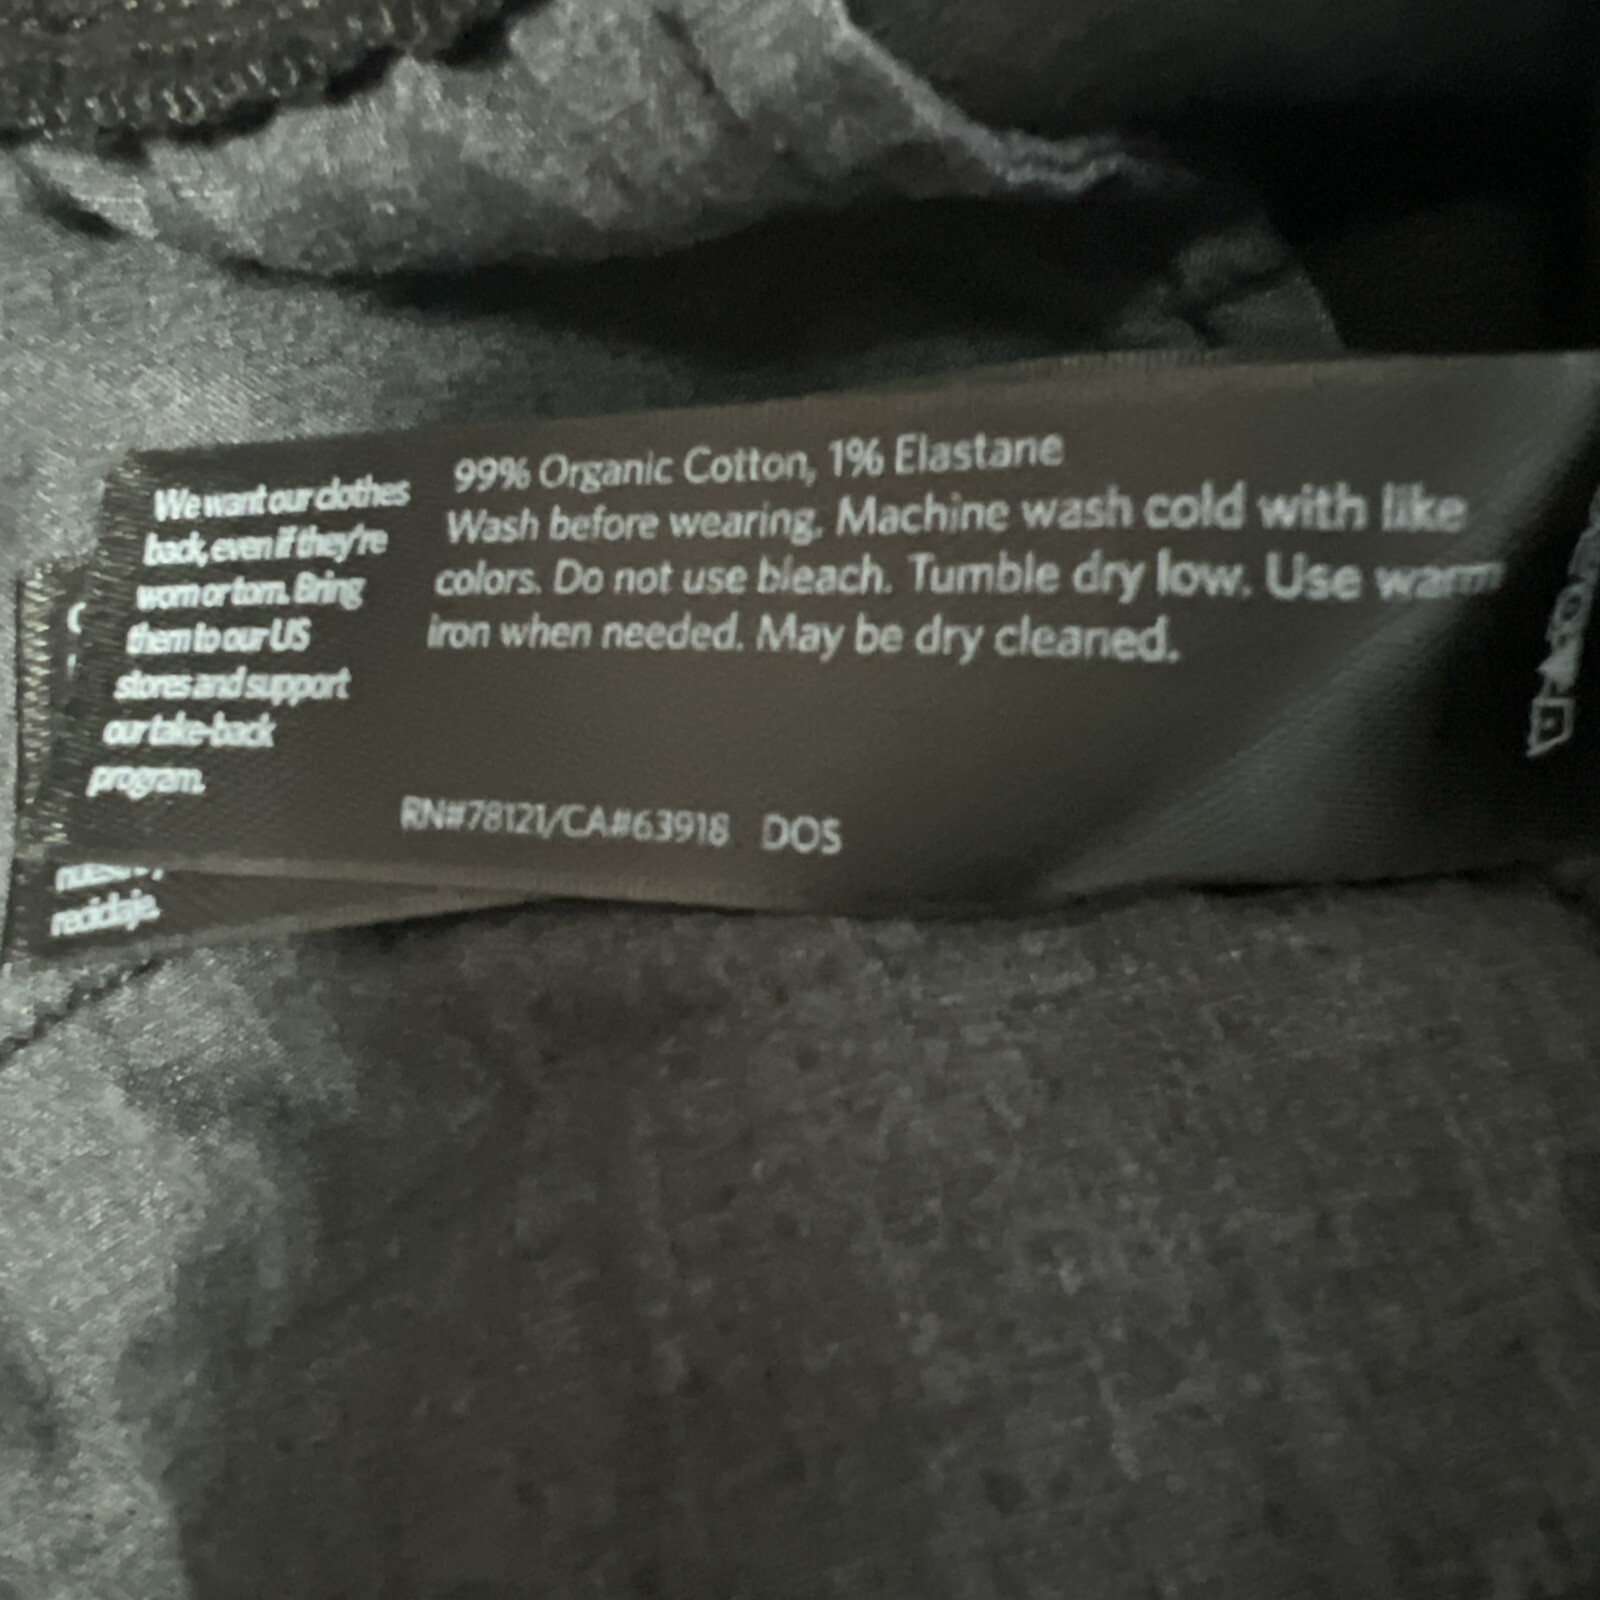 We want our clothes
back, even if they're
worn or torn. Bring
them to our US
stores and support
our take-back
program.
99% Organic Cotton, 1% Elastane
Wash before wearing. Machine wash cold with like
colors. Do not use bleach. Tumble dry low. Use warm
iron when needed. May be dry cleaned.
RN#78121/CA#63918 DOS
reciclaje.